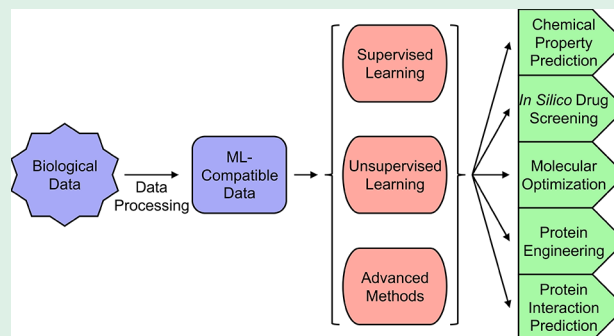 Biological
Data
Data
Processing
ML-
Compatible
Data
Supervised
Learning
Unsupervised
Learning
Advanced
Methods
Chemical
Property
Prediction
In Silico Drug
Screening
Molecular
Optimization
Protein
Engineering
Protein
Interaction
Prediction